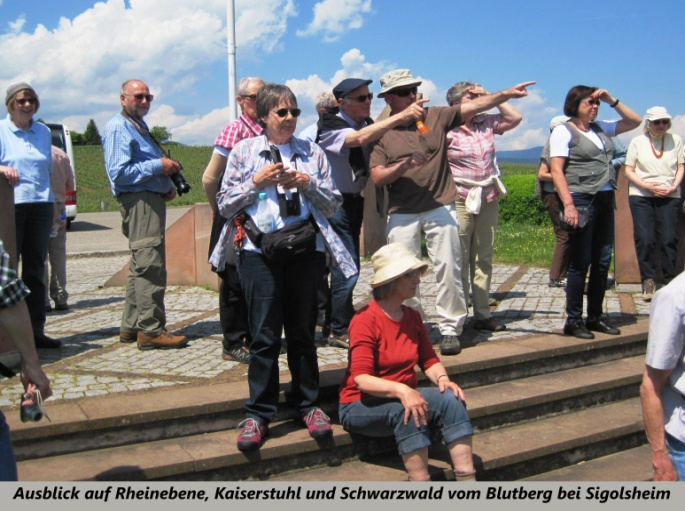 Ausblick auf Rheinebene, Kaiserstuhl und Schwarzwald vom Blutberg bei Sigolsheim